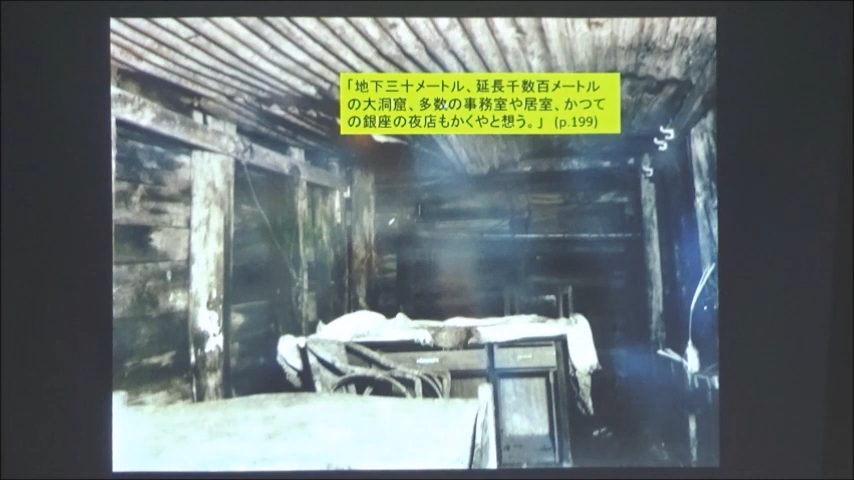 「地下三十メートル、延長千数百メートル
の大洞窟、多数の事務室や居室、かつて
の銀座の夜店もかくやと想う。」 (p.199)